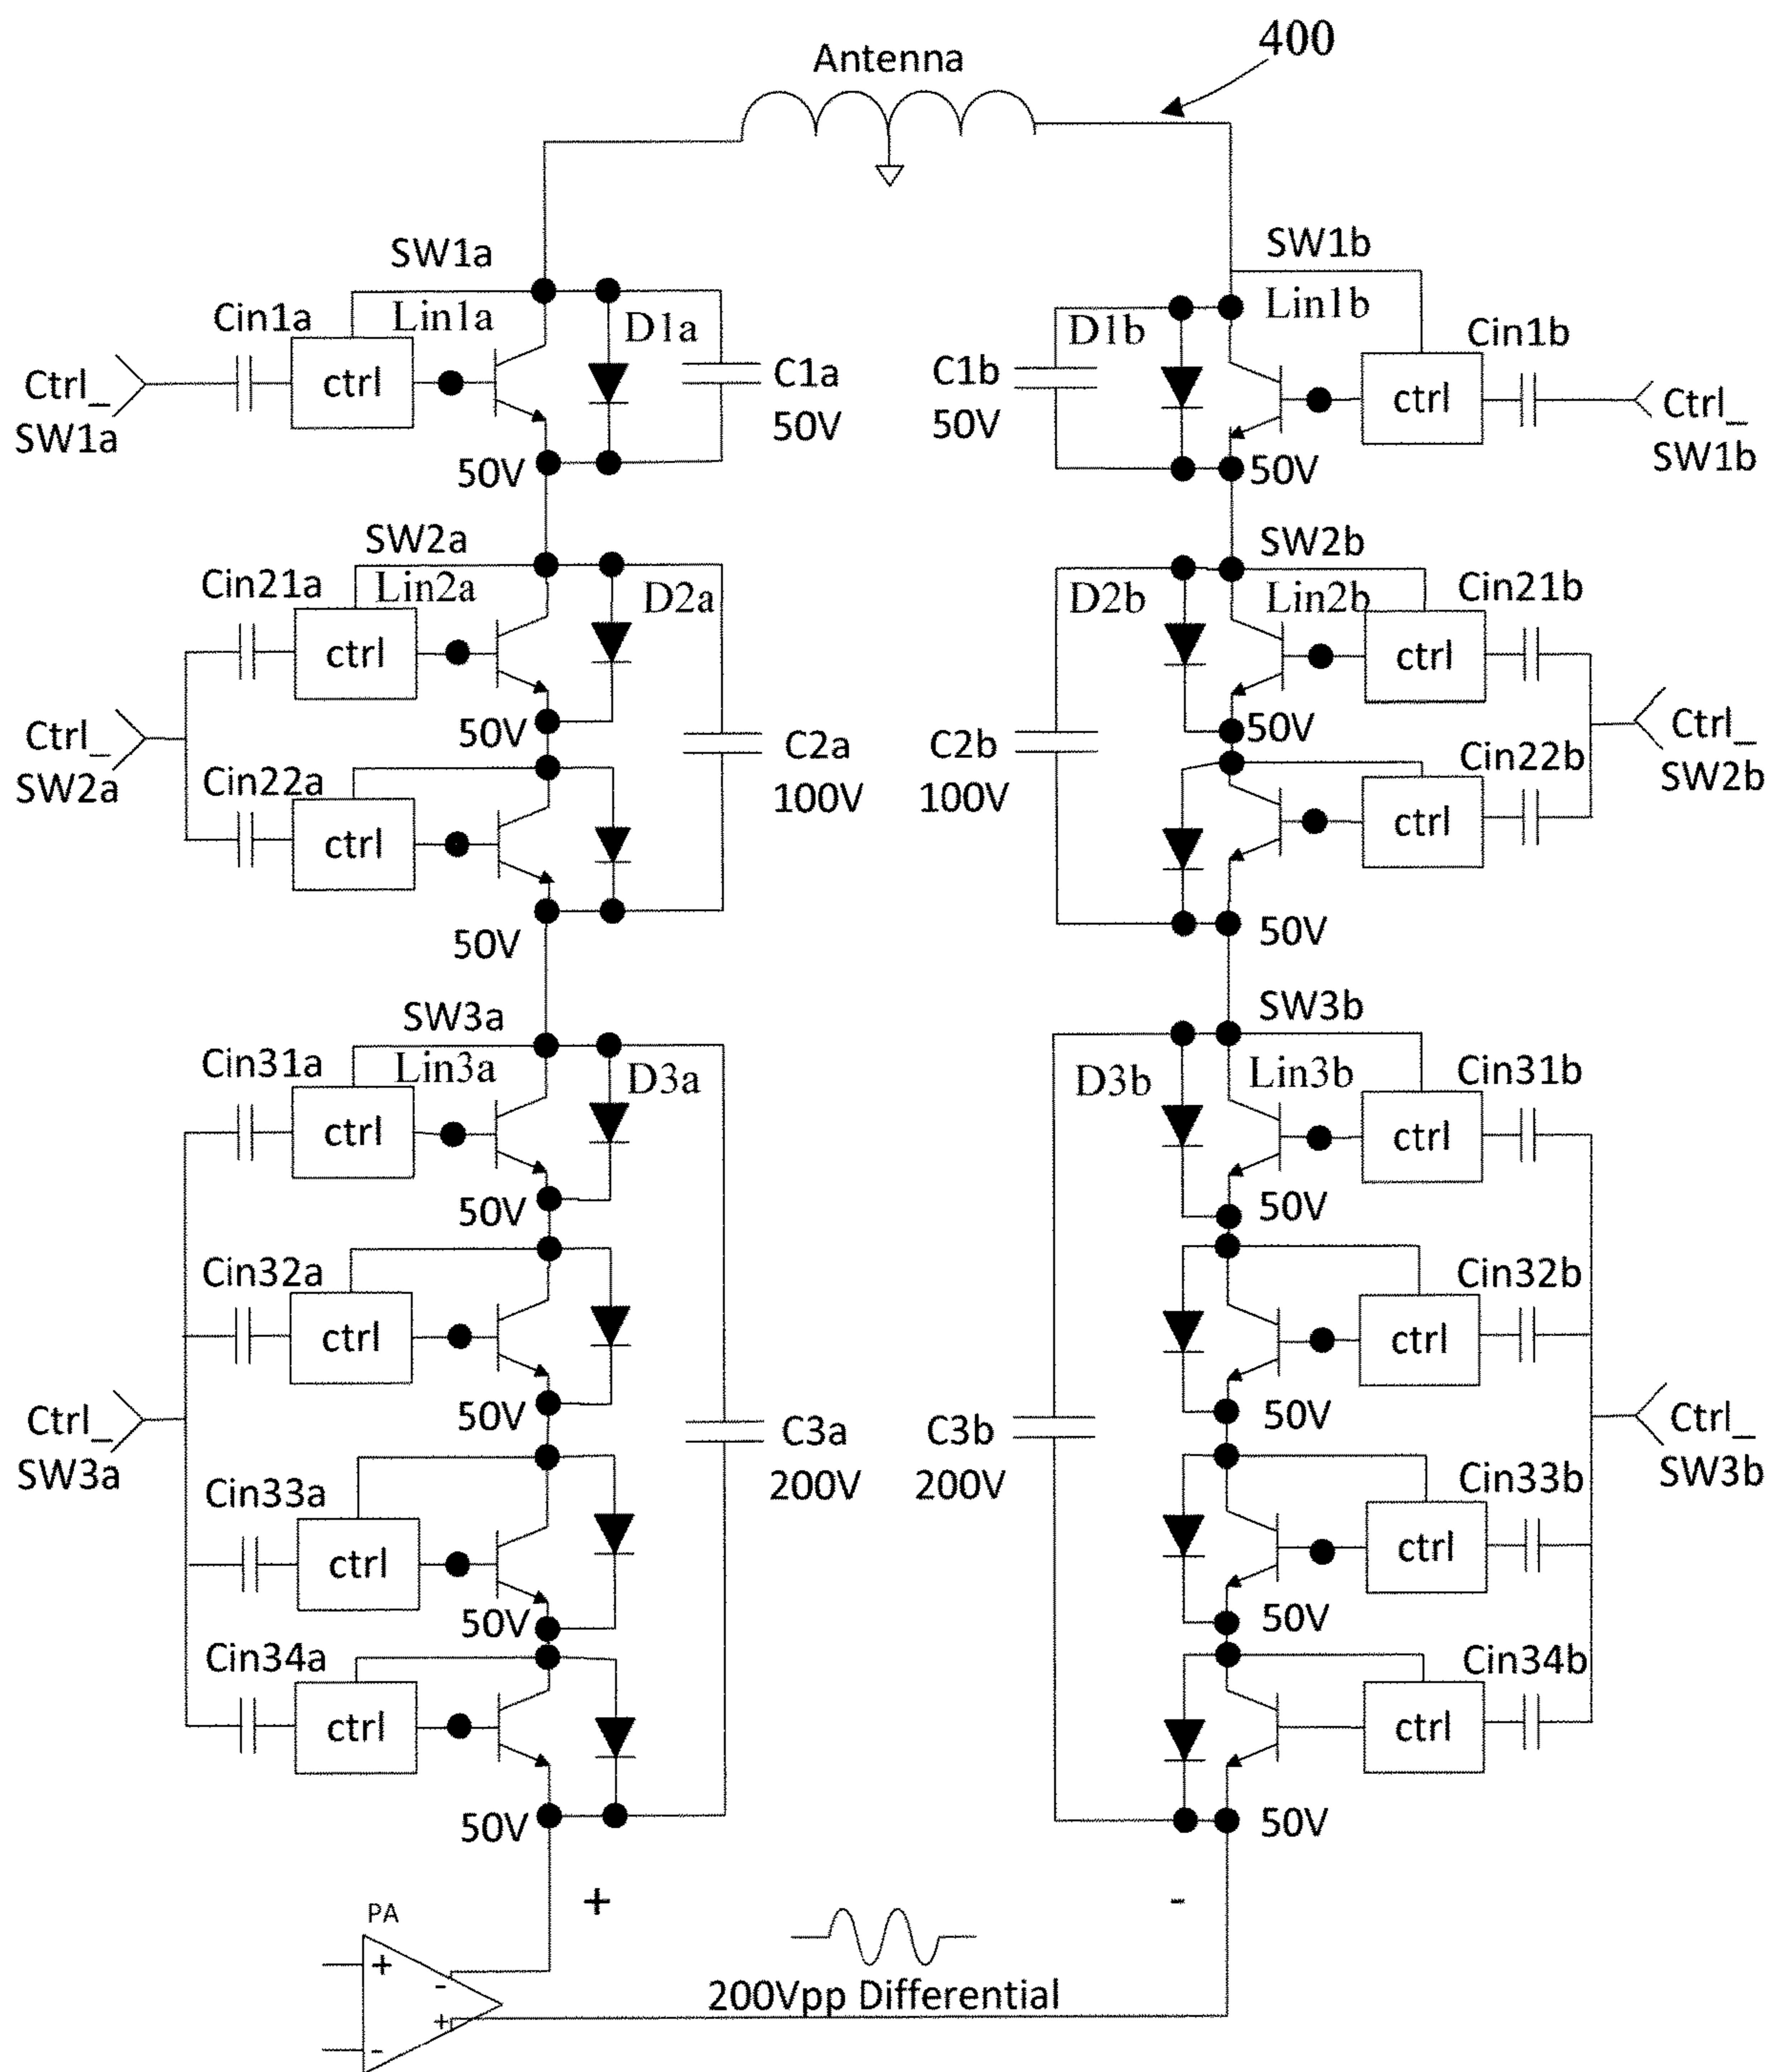 400
Antenna
SW1a
SW1b
Cin1a
Lin1a
D1a
D1b
Lin1b
Cin1b
Ctrl_
SW1a
ctrl
C1a
50V
C1b
50V
ctrl
Ctrl_
SW1b
50V
50V
SW2a
SW2b
Cin21a
Lin2a
D2a
D2b
Lin2b
Cin21b
ctrl
ctrl
50V
50V
Ctrl_
SW2a
C2a
100V
C2b
100V
Ctrl_
SW2b
Cin22a
Cin22b
ctrl
ctrl
50V
50V
SW3a
SW3b
Cin31a
Lin3a
D3a
D3b
Lin3b
Cin31b
ctrl
ctrl
50V
50V
Cin32a
Cin32b
ctrl
ctrl
50V
50V
Ctrl_
SW3a
C3a
200V
C3b
200V
Ctrl_
SW3b
Cin33a
Cin33b
ctrl
ctrl
50V
50V
Cin34a
Cin34b
ctrl
ctrl
50V
50V
+
-
PA
+
-
+
-
200Vpp Differential